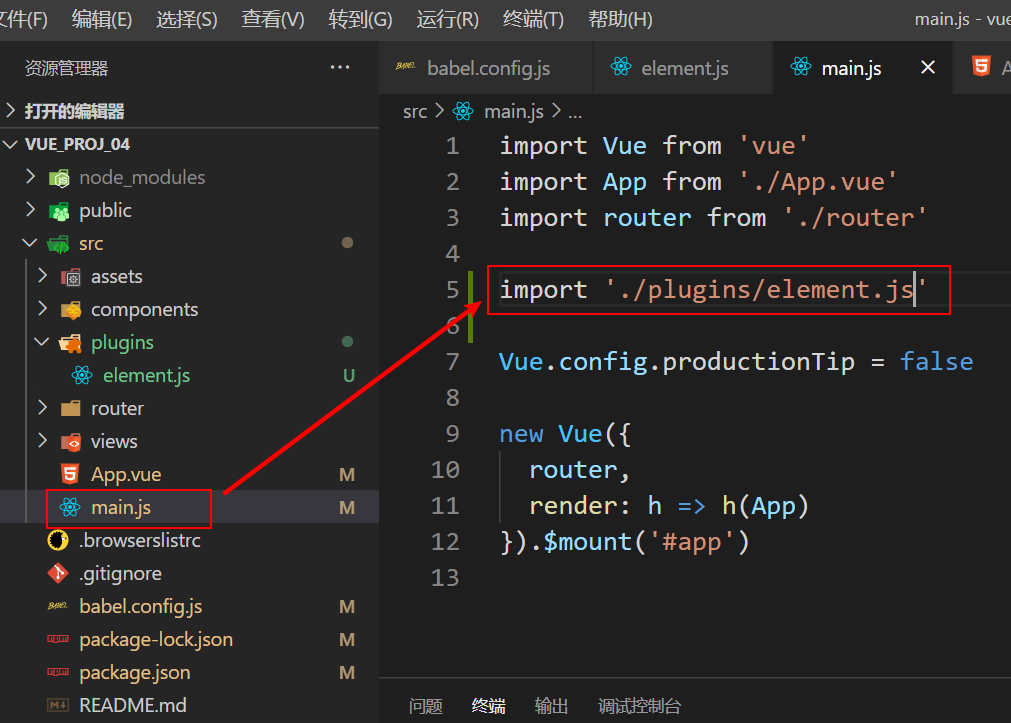 文件(F) 编辑(E) 选择(S) 查看(V) 转到(G) 运行(R) 终端(T) 帮助(H) main.js - vue
资源管理器 ...
打开的编辑器
VUE_PROJ_04
node_modules
public
src
assets
components
plugins
element.js U
router
views
App.vue M
main.js M
.browserslistrc
.gitignore
babel.config.js M
package-lock.json M
package.json M
README.md
babel.config.js element.js main.js × A
src > main.js > ...
1 import Vue from 'vue'
2 import App from './App.vue'
3 import router from './router'
4
5 import './plugins/element.js'
6
7 Vue.config.productionTip = false
8
9 new Vue({
10 router,
11 render: h => h(App)
12 }).$mount('#app')
13
问题 终端 输出 调试控制台